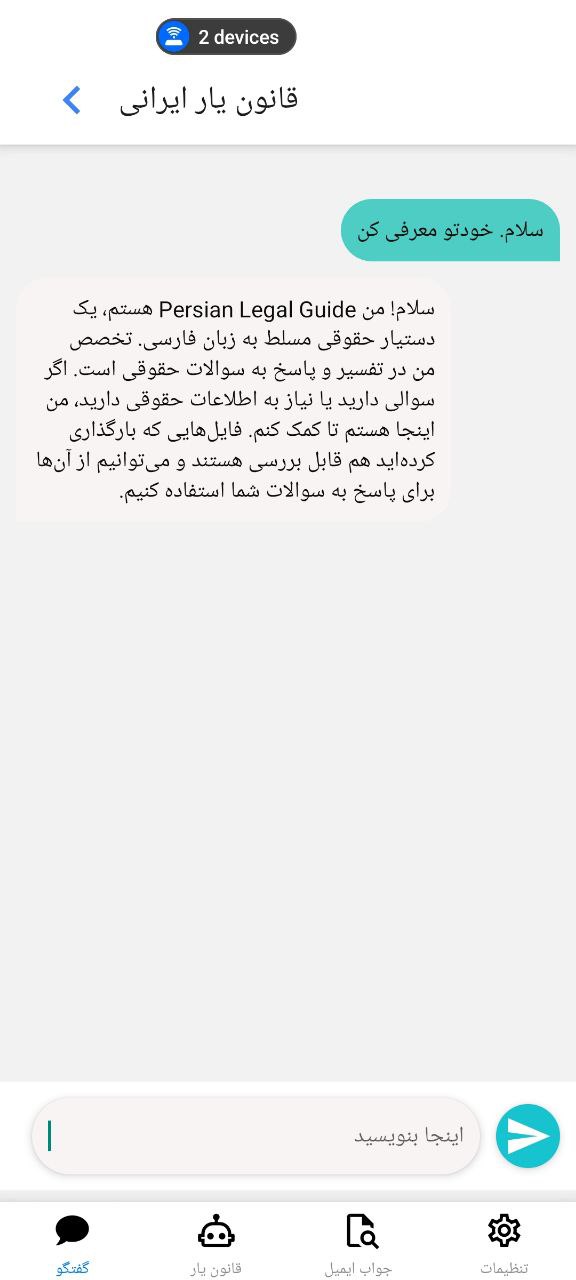 2 devices
قانون یار ایرانی
سلام. خودتو معرفی کن
سلام! من Persian Legal Guide هستم، یک
دستیار حقوقی مسلط به زبان فارسی. تخصص
من در تفسیر و پاسخ به سوالات حقوقی است. اگر
سوالی دارید یا نیاز به اطلاعات حقوقی دارید، من
اینجا هستم تا کمک کنم. فایل‌هایی که بارگذاری
کرده‌اید هم قابل بررسی هستند و می‌توانیم از آن‌ها
برای پاسخ به سوالات شما استفاده کنیم.
اینجا بنویسید
تنظیمات
جواب ایمیل
قانون یار
گفتگو